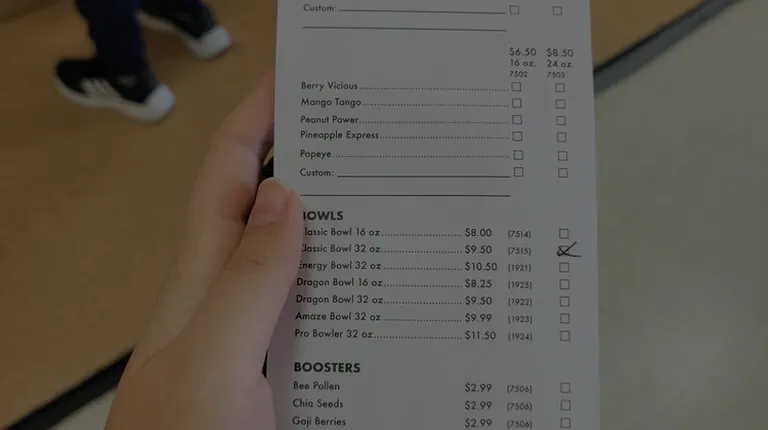 Custom:
$6.50 $8.50
16 oz. 24 oz.
7502 7503
Berry Vicious
Mango Tango
Peanut Power
Pineapple Express
Popeye
Custom:
BOWLS
Classic Bowl 16 oz $8.00 (7514)
Classic Bowl 32 oz $9.50 (7515)
Energy Bowl 32 oz $10.50 (1921)
Dragon Bowl 16 oz $8.25 (1925)
Dragon Bowl 32 oz $9.50 (1922)
Amaze Bowl 32 oz $9.99 (1923)
Pro Bowler 32 oz $11.50 (1924)
BOOSTERS
Bee Pollen $2.99 (7506)
Chia Seeds $2.99 (7506)
Goji Berries $2.99 (7506)